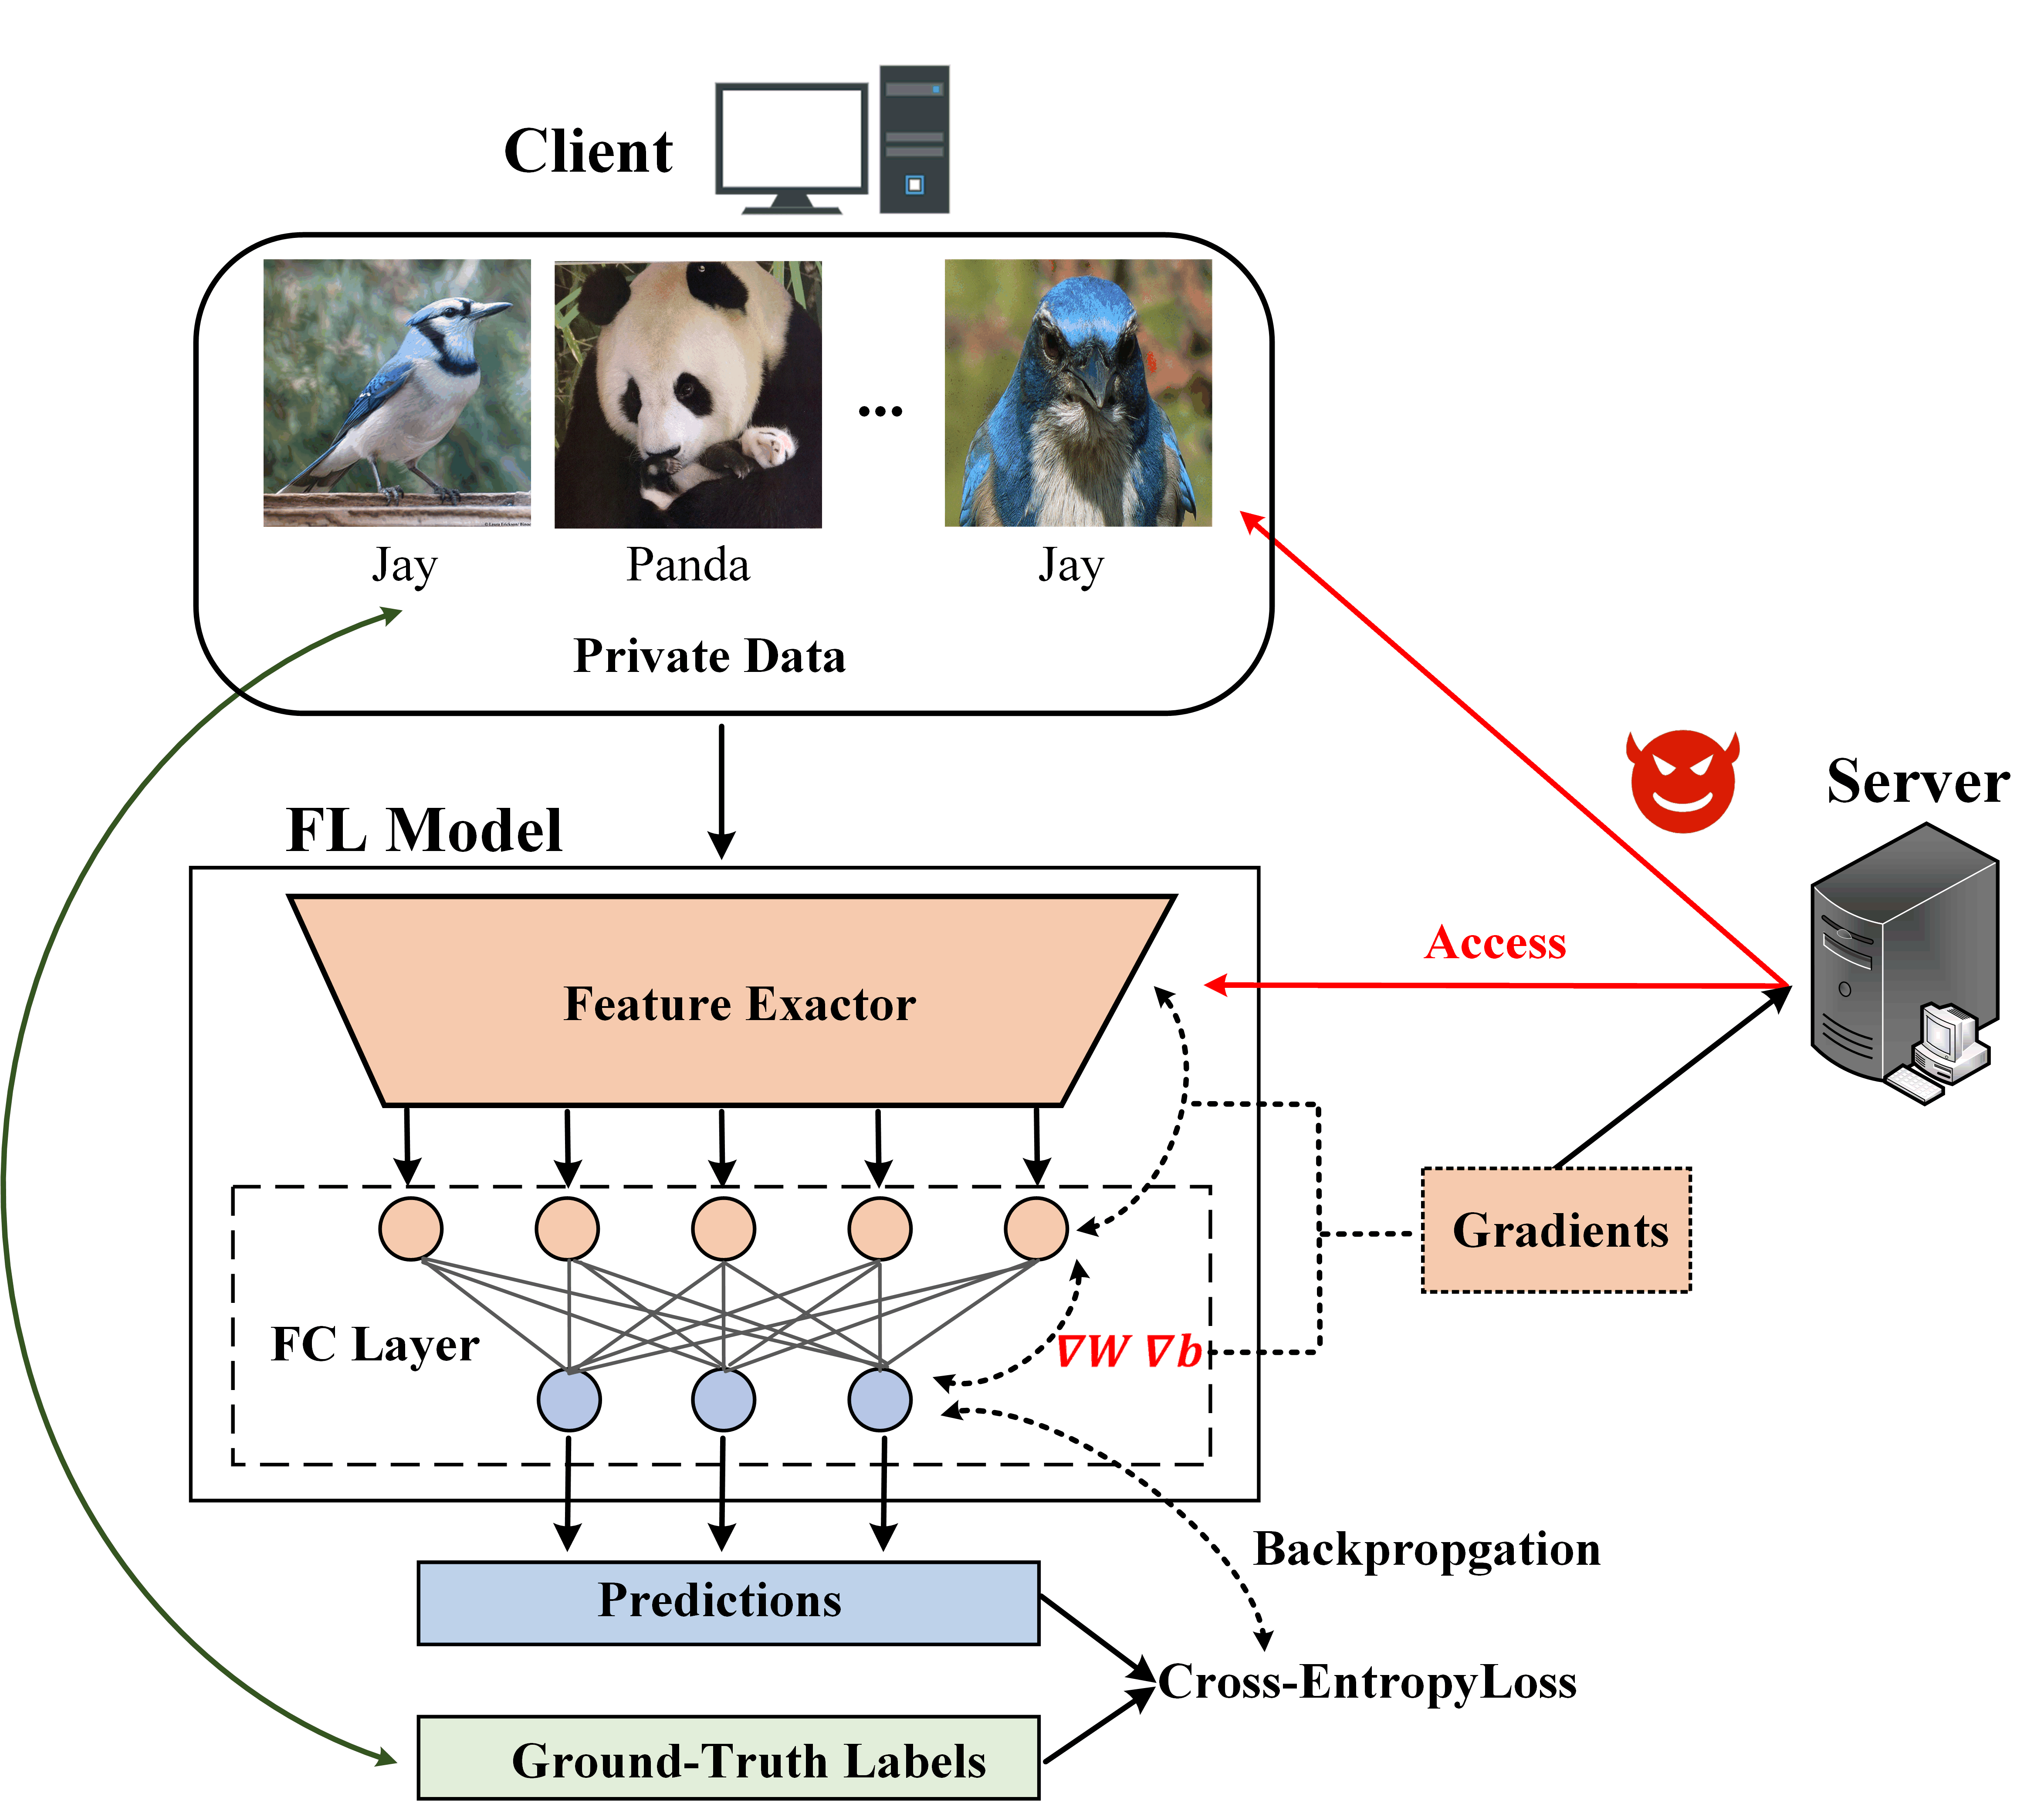 Client
Jay
Panda
...
Jay
Private Data
Server
FL Model
Access
Feature Exactor
Gradients
FC Layer
∇W ∇b
Backpropgation
Predictions
Cross-EntropyLoss
Ground-Truth Labels